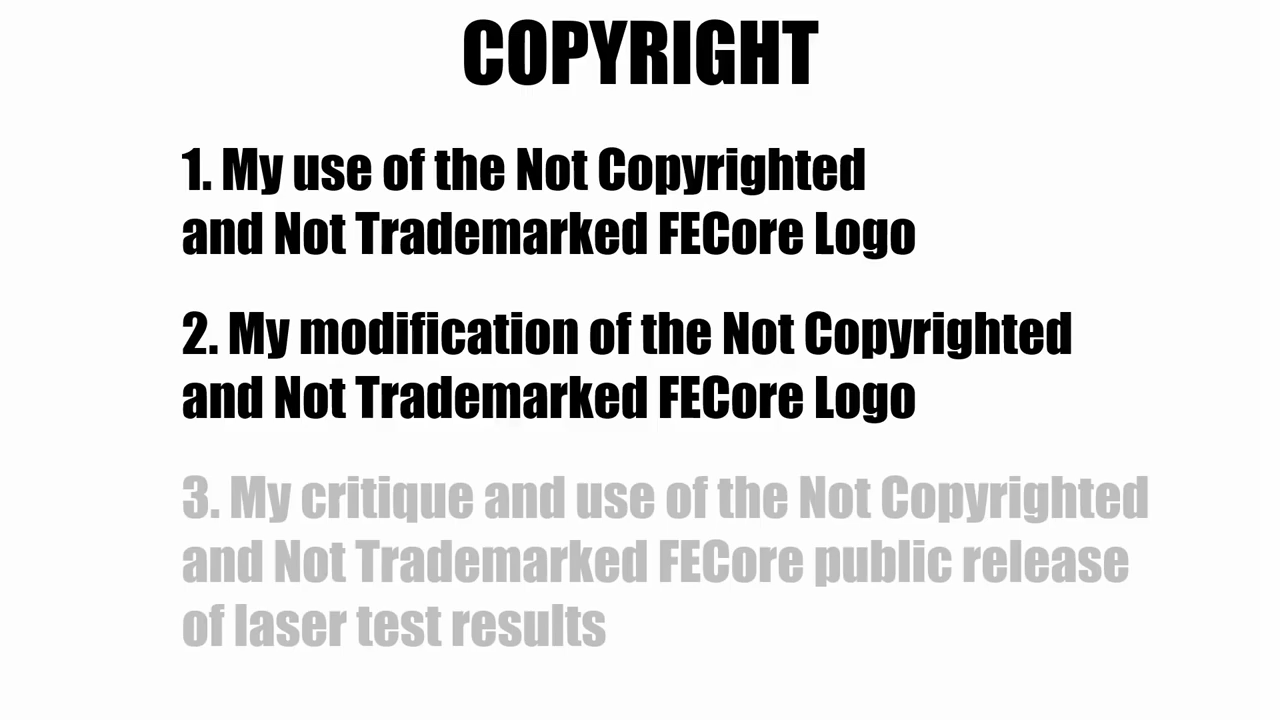 COPYRIGHT
1. My use of the Not Copyrighted
and Not Trademarked FECore Logo
2. My modification of the Not Copyrighted
and Not Trademarked FECore Logo
3. My critique and use of the Not Copyrighted
and Not Trademarked FECore public release
of laser test results